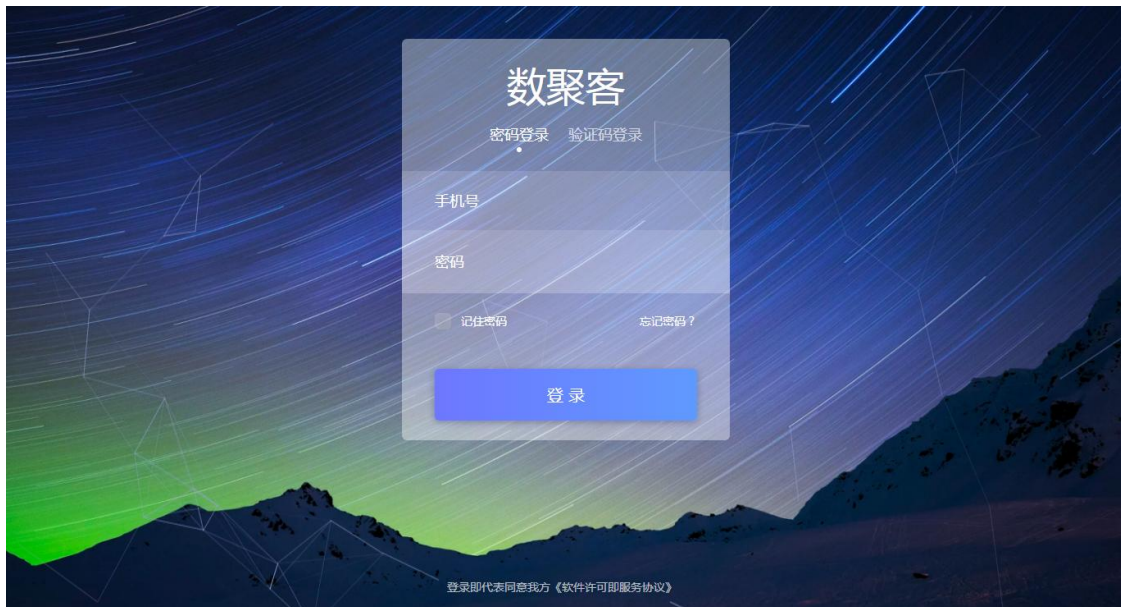 数聚客
密码登录 验证码登录
手机号
密码
记住密码 忘记密码？
登 录
登录即代表同意我方《软件许可即服务协议》